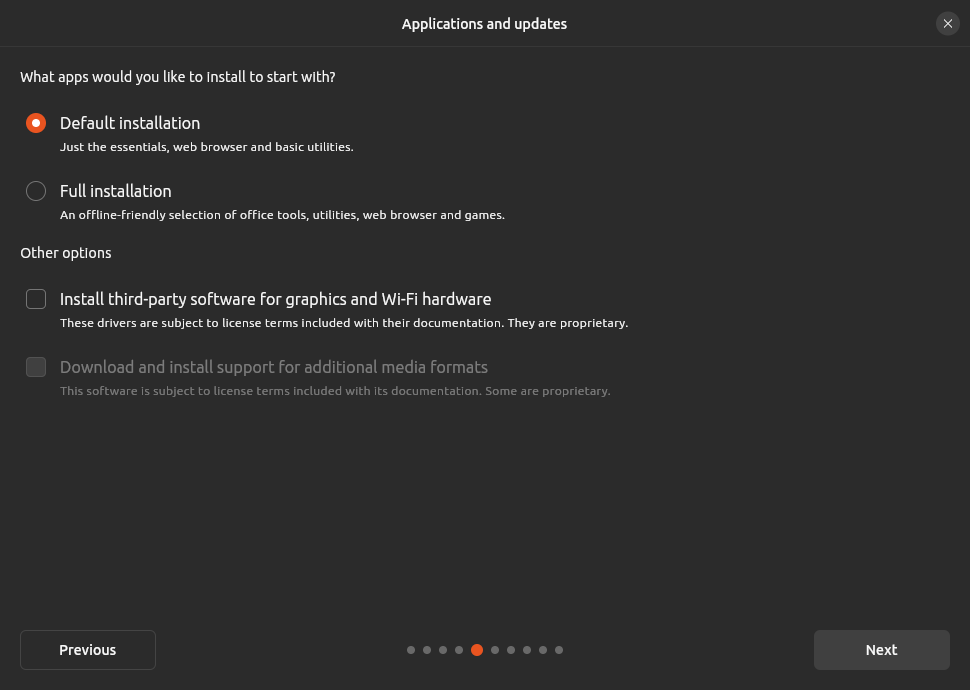 Applications and updates
What apps would you like to install to start with?
Default installation
Just the essentials, web browser and basic utilities.
Full installation
An offline-friendly selection of office tools, utilities, web browser and games.
Other options
Install third-party software for graphics and Wi-Fi hardware
These drivers are subject to license terms included with their documentation. They are proprietary.
Download and install support for additional media formats
This software is subject to license terms included with its documentation. Some are proprietary.
Previous
Next